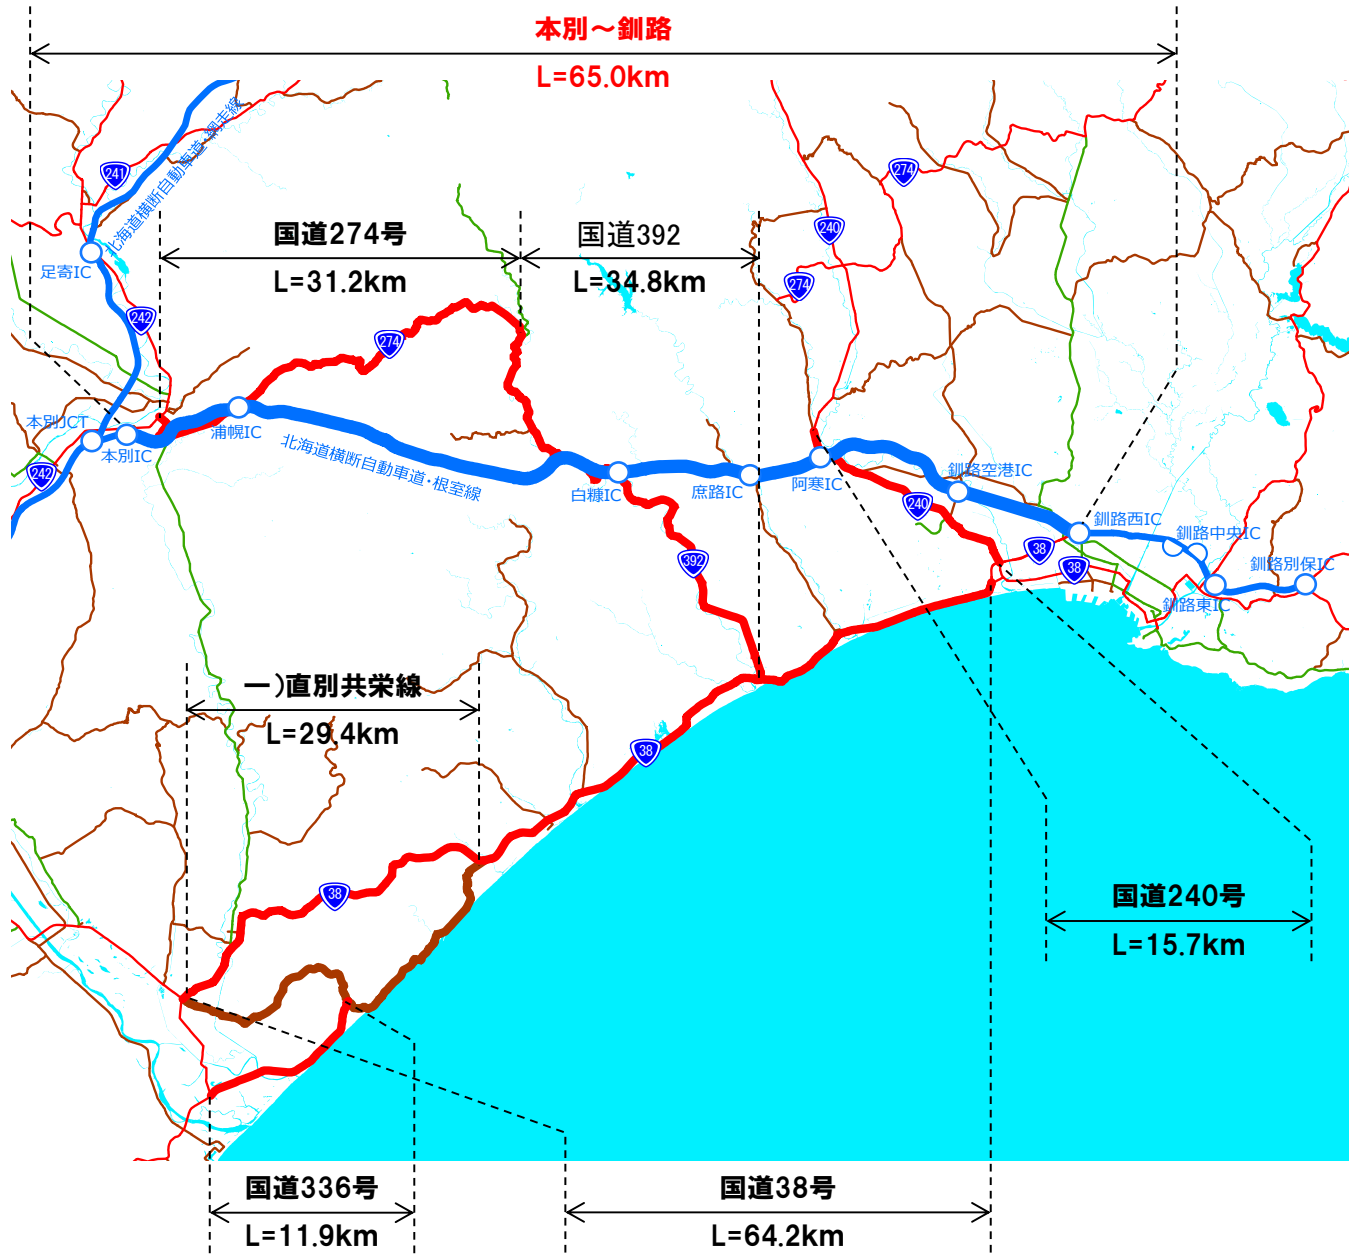 本別～釧路
L=65.0km
北海道横断自動車道・網走線
241
274
国道274号
L=31.2km
国道392
L=34.8km
240
足寄IC
274
242
274
本別JCT
本別IC
浦幌IC
北海道横断自動車道・根室線
242
白糠IC
庶路IC
阿寒IC
釧路空港IC
240
釧路西IC
釧路中央IC
38
38
釧路別保IC
釧路東IC
392
一)直別共栄線
L=29.4km
38
38
国道240号
L=15.7km
国道336号
L=11.9km
国道38号
L=64.2km